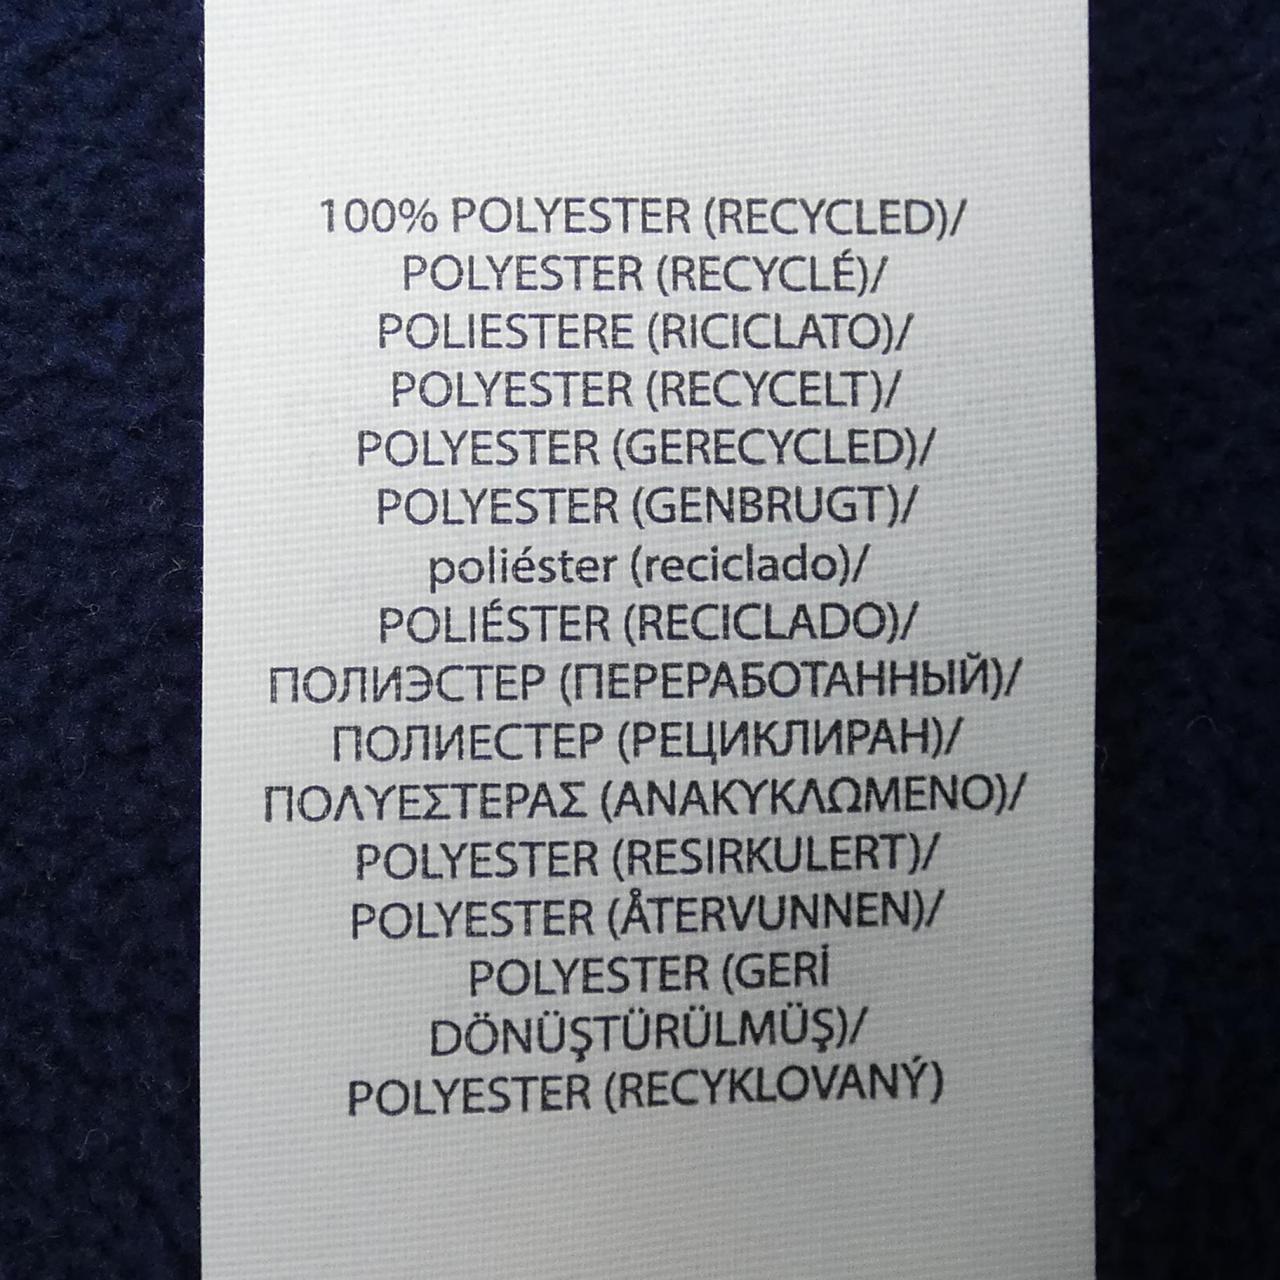 100% POLYESTER (RECYCLED)/
POLYESTER (RECYCLÉ)/
POLIESTERE (RICICLATO)/
POLYESTER (RECYCELT)/
POLYESTER (GERECYCLED)/
POLYESTER (GENBRUGT)/
poliéster (reciclado)/
POLIÉSTER (RECICLADO)/
ПОЛИЭСТЕР (ПЕРЕРАБОТАННЫЙ)/
ПОЛИЕСТЕР (РЕЦИКЛИРАН)/
ΠΟΛΥΕΣΤΕΡΑΣ (ΑΝΑΚΥΚΛΩΜΕΝΟ)/
POLYESTER (RESIRKULERT)/
POLYESTER (ÅTERVUNNEN)/
POLYESTER (GERİ
DÖNÜŞTÜRÜLMÜŞ)/
POLYESTER (RECYKLOVANÝ)